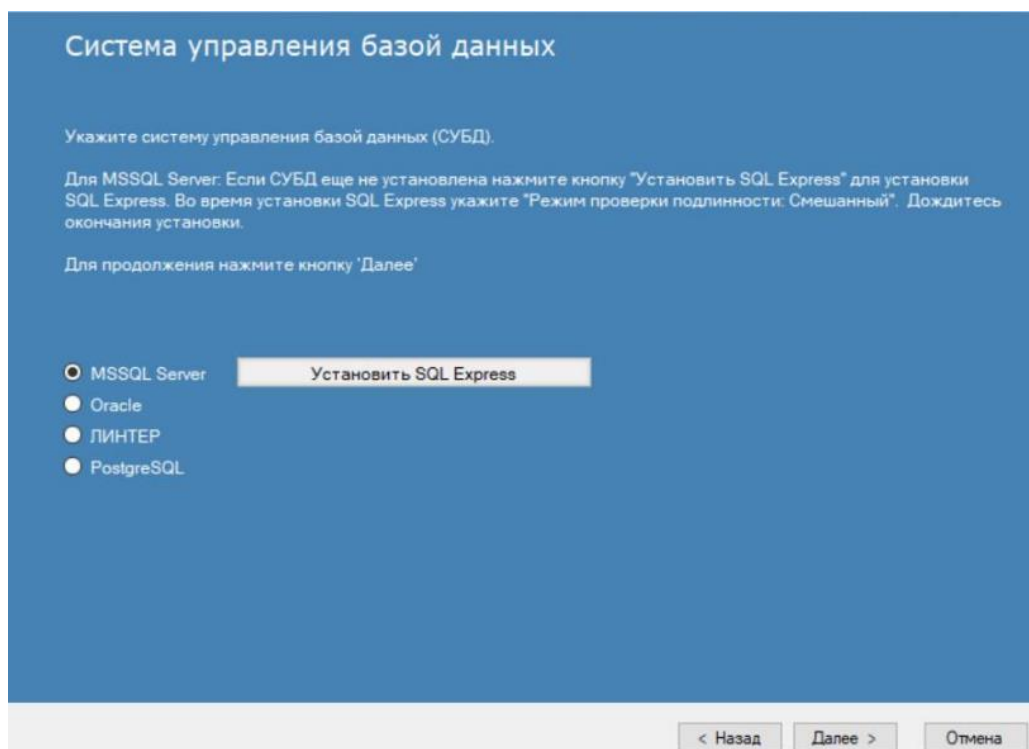 Система управления базой данных
Укажите систему управления базой данных (СУБД).
Для MSSQL Server: Если СУБД еще не установлена нажмите кнопку "Установить SQL Express" для установки
SQL Express. Во время установки SQL Express укажите "Режим проверки подлинности: Смешанный". Дождитесь
окончания установки.
Для продолжения нажмите кнопку 'Далее'
MSSQL Server
Установить SQL Express
Oracle
ЛИНТЕР
PostgreSQL
< Назад
Далее >
Отмена